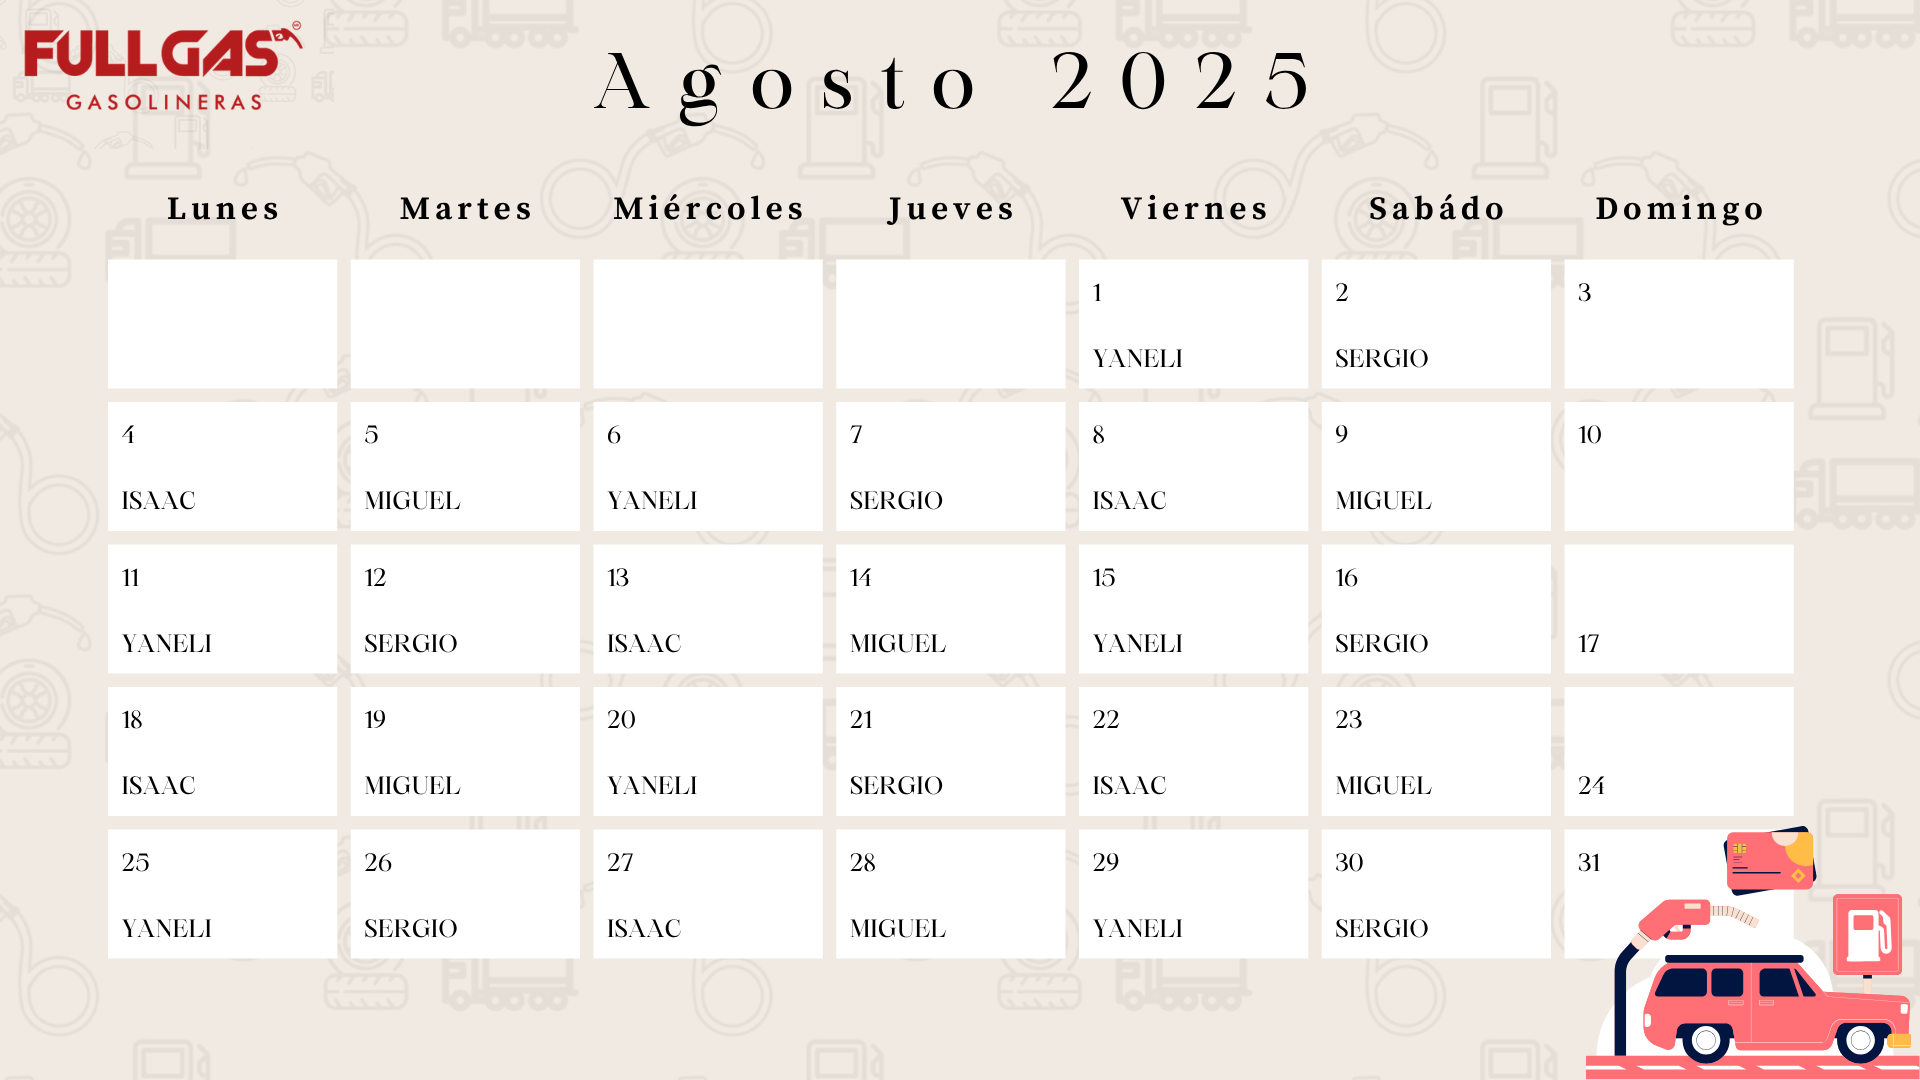 FULLGAS
GASOLINERAS
Agosto 2025
Lunes Martes Miércoles Jueves Viernes Sabádo Domingo
1 2 3
YANELI SERGIO
4 5 6 7 8 9 10
ISAAC MIGUEL YANELI SERGIO ISAAC MIGUEL
11 12 13 14 15 16
YANELI SERGIO ISAAC MIGUEL YANELI SERGIO 17
18 19 20 21 22 23
ISAAC MIGUEL YANELI SERGIO ISAAC MIGUEL 24
25 26 27 28 29 30 31
YANELI SERGIO ISAAC MIGUEL YANELI SERGIO